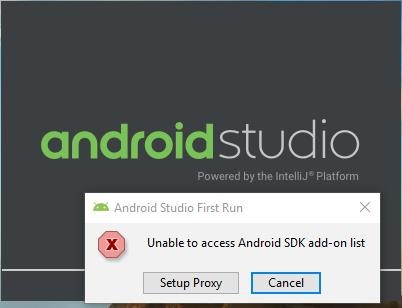 androidstudio
Powered by the IntelliJ® Platform
Android Studio First Run
X
Unable to access Android SDK add-on list
Setup Proxy
Cancel